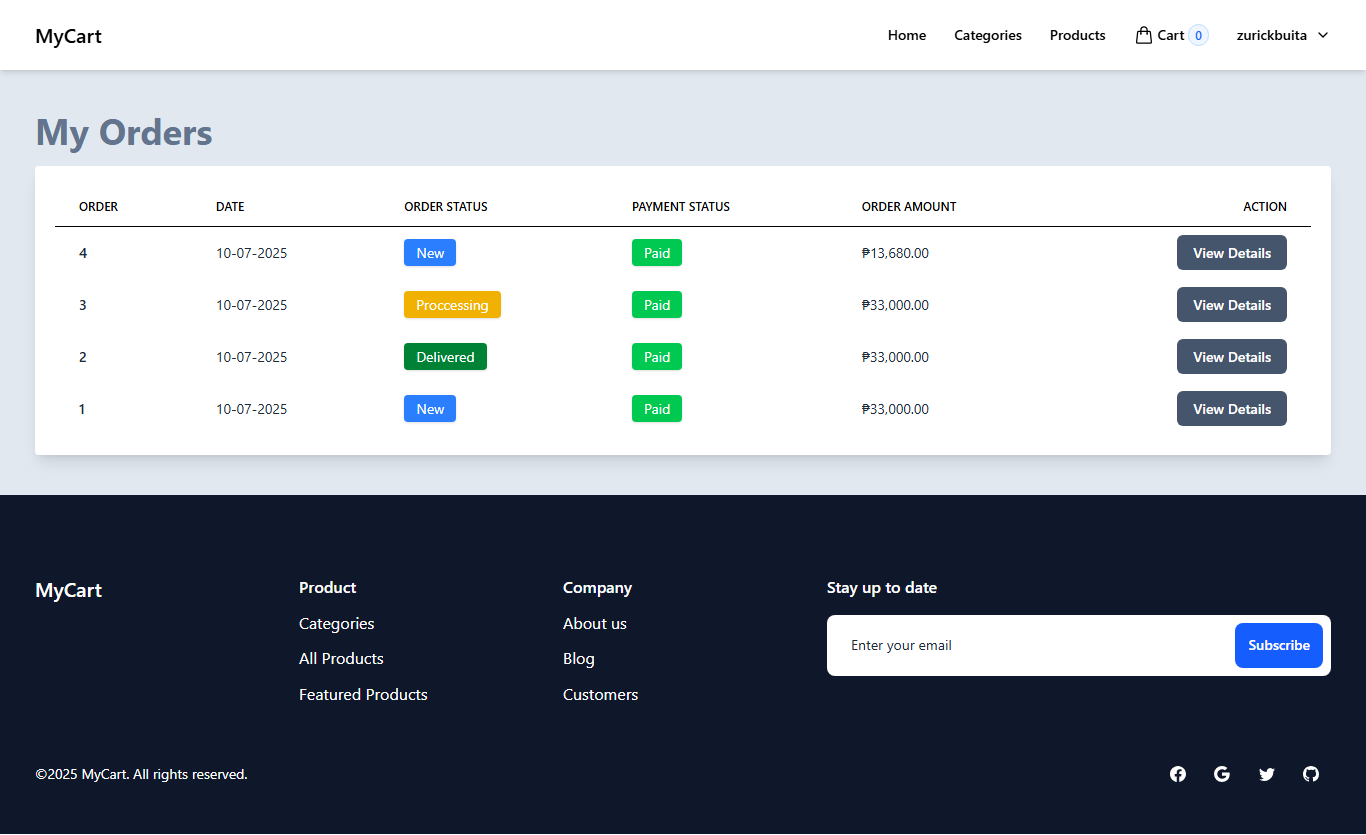 MyCart Home Categories Products Cart 0 zurickbuita
My Orders
ORDER DATE ORDER STATUS PAYMENT STATUS ORDER AMOUNT ACTION
4 10-07-2025 New Paid ₱13,680.00 View Details
3 10-07-2025 Proccessing Paid ₱33,000.00 View Details
2 10-07-2025 Delivered Paid ₱33,000.00 View Details
1 10-07-2025 New Paid ₱33,000.00 View Details
MyCart
Product
Categories
All Products
Featured Products
Company
About us
Blog
Customers
Stay up to date
Enter your email Subscribe
©2025 MyCart. All rights reserved.